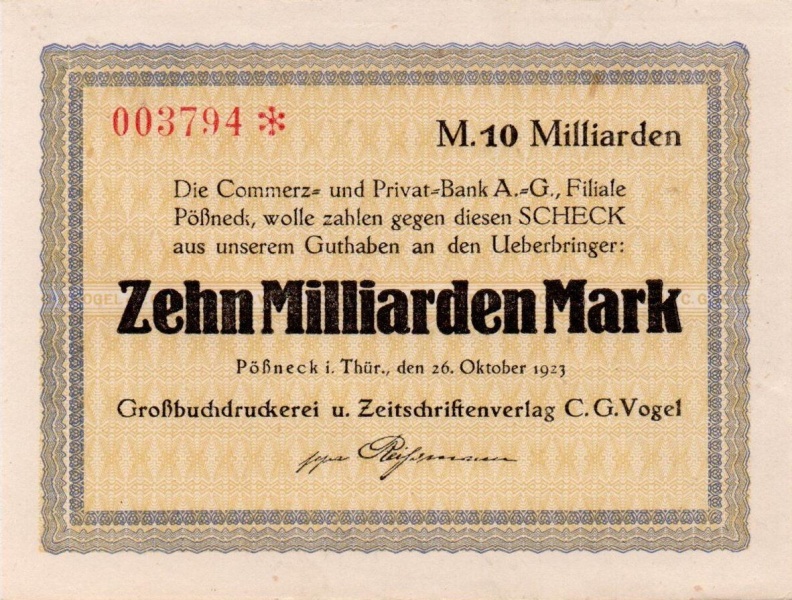 003794 *
M. 10 Milliarden
Die Commerz- und Privat-Bank A.-G., Filiale
Pößneck, wolle zahlen gegen diesen SCHECK
aus unserem Guthaben an den Ueberbringer:
Zehn Milliarden Mark
Pößneck i. Thür., den 26. Oktober 1923
Großbuchdruckerei u. Zeitschriftenverlag C. G. Vogel